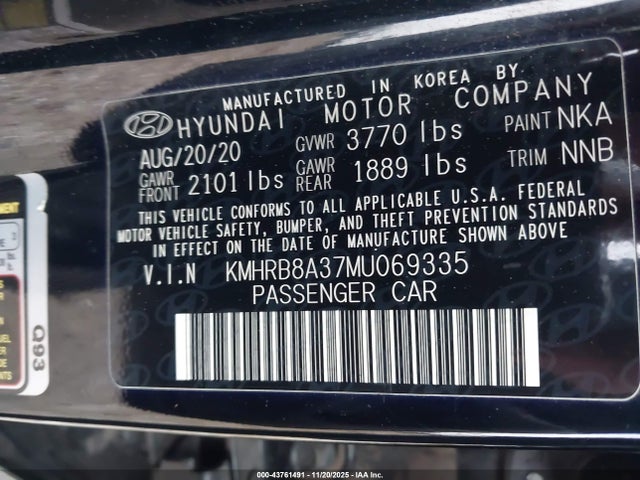 MANUFACTURED IN KOREA BY
HYUNDAI MOTOR COMPANY
AUG/20/20 GVWR 3770 lbs PAINT NKA
GAWR FRONT 2101 lbs GAWR REAR 1889 lbs TRIM NNB
THIS VEHICLE CONFORMS TO ALL APPLICABLE U.S.A. FEDERAL
MOTOR VEHICLE SAFETY, BUMPER, AND THEFT PREVENTION STANDARDS
IN EFFECT ON THE DATE OF MANUFACTURE SHOWN ABOVE
V.I.N KMHRB8A37MU069335
PASSENGER CAR
Q93
000-43761491 - 11/20/2025 - IAA Inc.